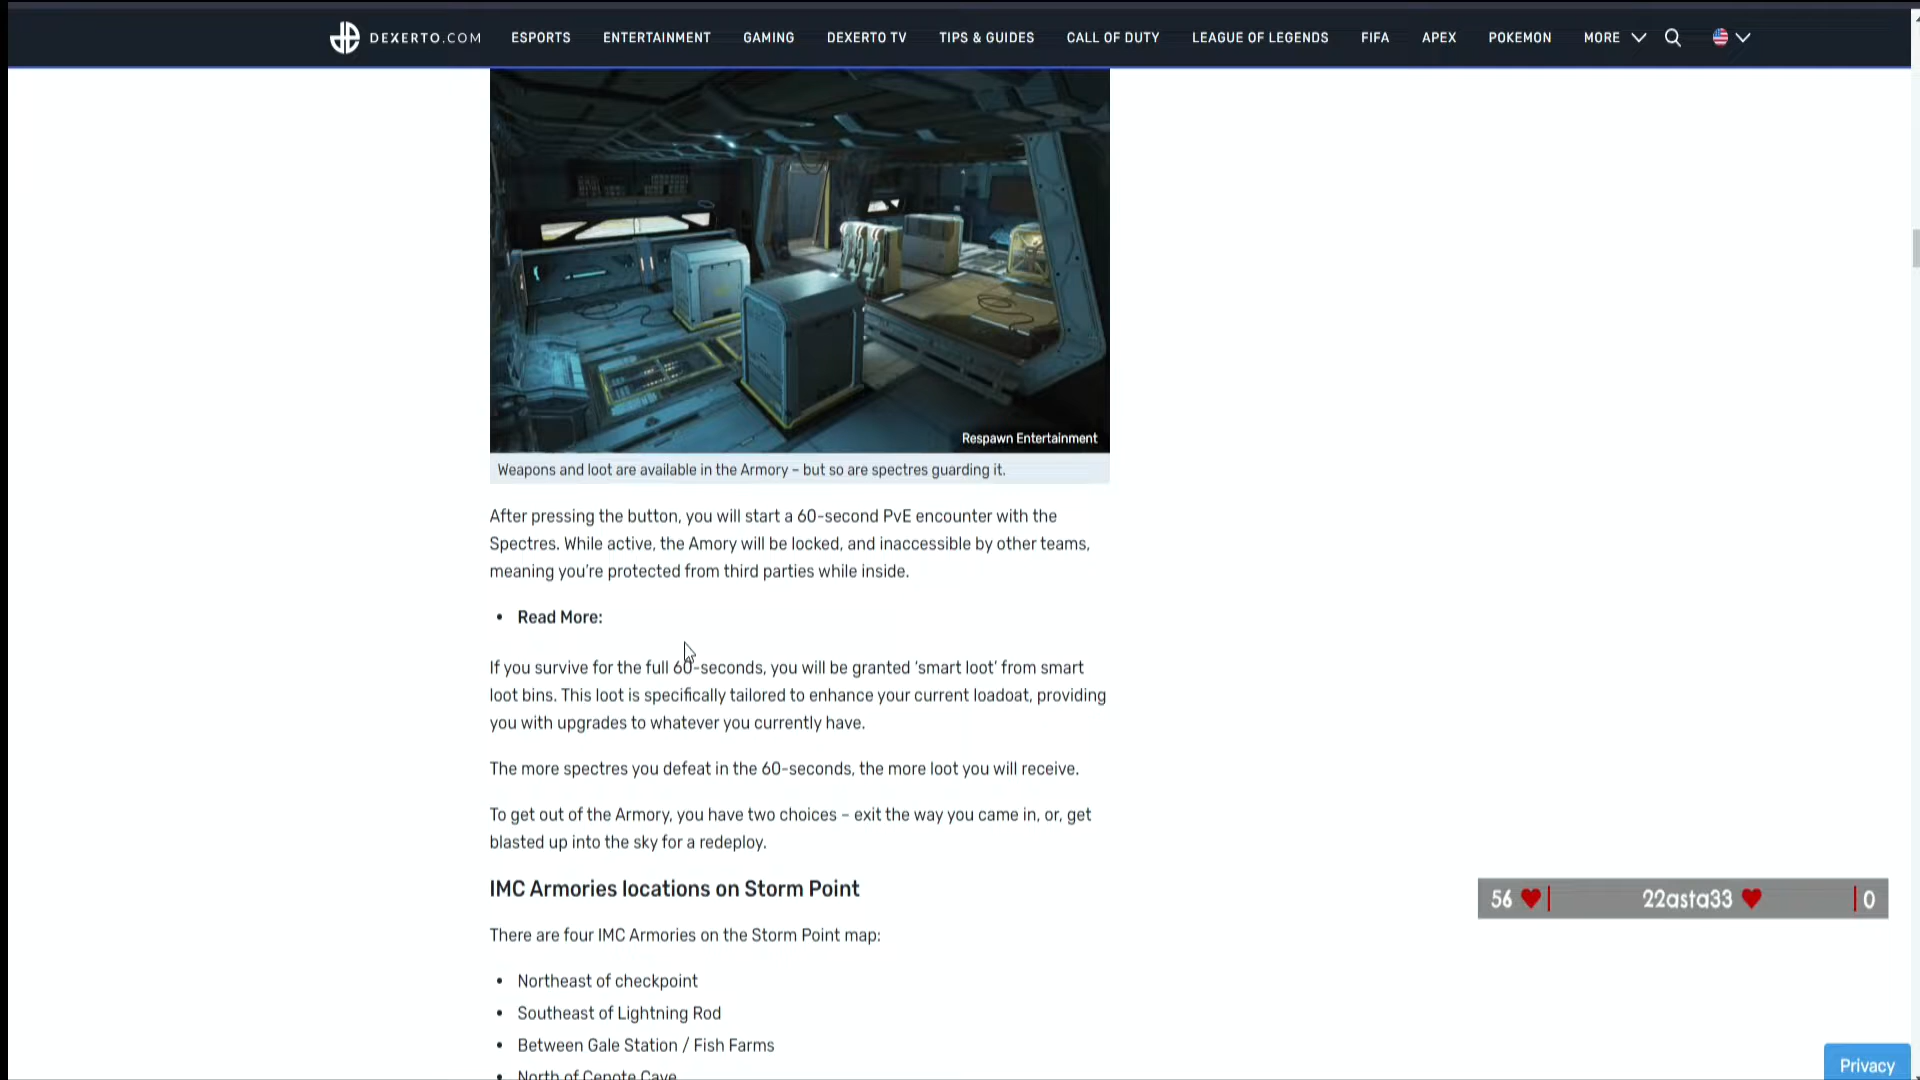 DEXERTO.COM ESPORTS ENTERTAINMENT GAMING DEXERTO TV TIPS & GUIDES CALL OF DUTY LEAGUE OF LEGENDS FIFA APEX POKEMON MORE
Respawn Entertainment
Weapons and loot are available in the Armory – but so are spectres guarding it.
After pressing the button, you will start a 60-second PvE encounter with the
Spectres. While active, the Amory will be locked, and inaccessible by other teams,
meaning you're protected from third parties while inside.
• Read More:
If you survive for the full 60-seconds, you will be granted ‘smart loot’ from smart
loot bins. This loot is specifically tailored to enhance your current loadoat, providing
you with upgrades to whatever you currently have.
The more spectres you defeat in the 60-seconds, the more loot you will receive.
To get out of the Armory, you have two choices – exit the way you came in, or, get
blasted up into the sky for a redeploy.
IMC Armories locations on Storm Point
56 ❤ | 22asta33 ❤ | 0
There are four IMC Armories on the Storm Point map:
• Northeast of checkpoint
• Southeast of Lightning Rod
• Between Gale Station / Fish Farms
• North of Cenote Cave
Privacy